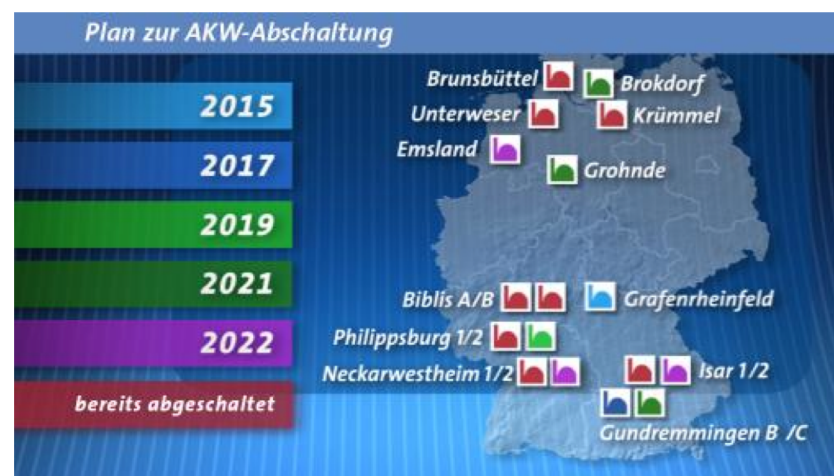 Plan zur AKW-Abschaltung
2015
2017
2019
2021
2022
bereits abgeschaltet
Brunsbüttel
Brokdorf
Unterweser
Krümmel
Emsland
Grohnde
Biblis A/B
Grafenrheinfeld
Philippsburg 1/2
Neckarwestheim 1/2
Isar 1/2
Gundremmingen B /C